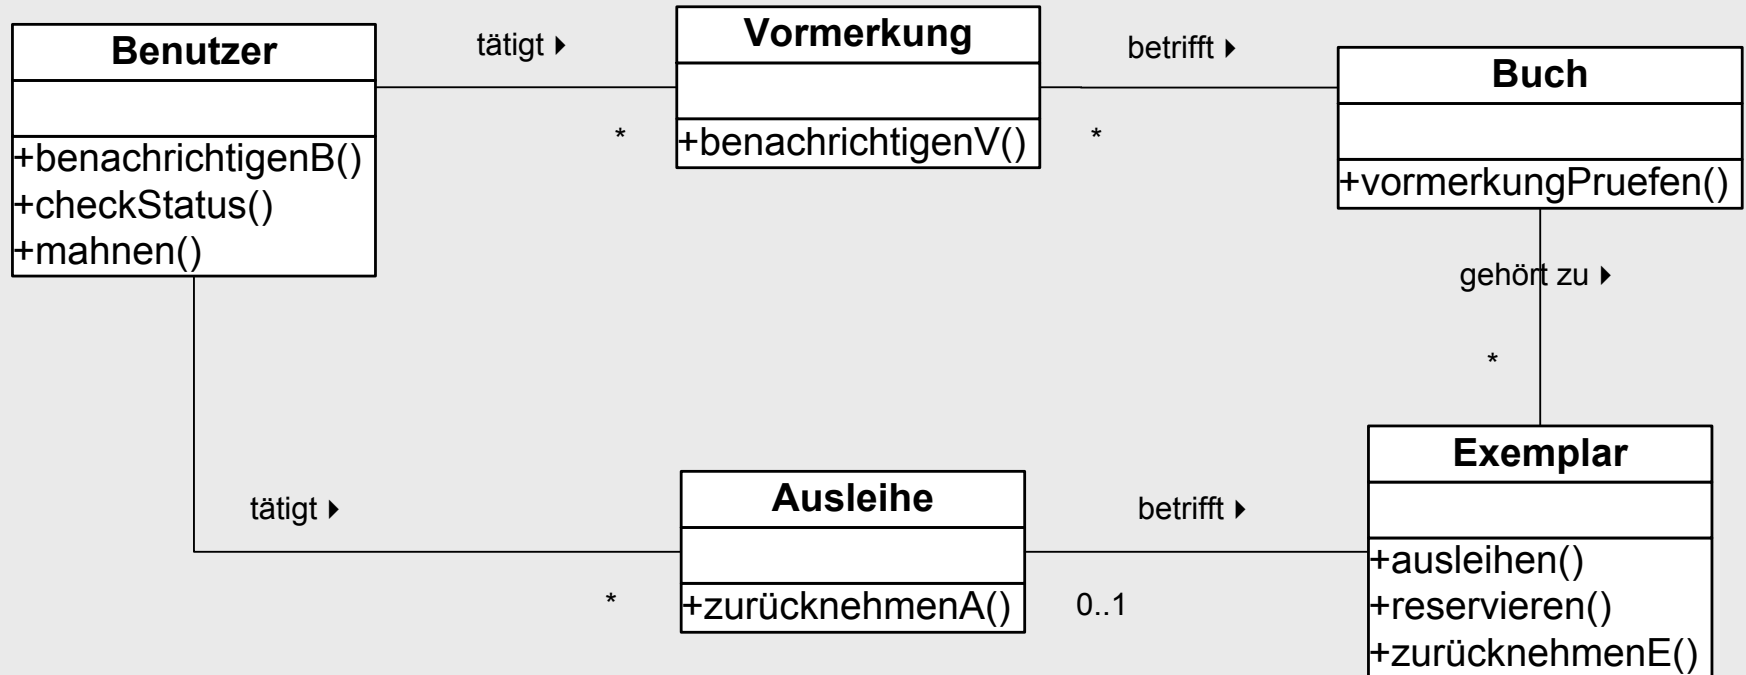 Benutzer
+benachrichtigenB()
+checkStatus()
+mahnen()
tätigt ▸
*
Vormerkung
+benachrichtigenV()
betrifft ▸
*
Buch
+vormerkungPruefen()
gehört zu ▸
*
tätigt ▸
*
Ausleihe
+zurücknehmenA()
betrifft ▸
0..1
Exemplar
+ausleihen()
+reservieren()
+zurücknehmenE()